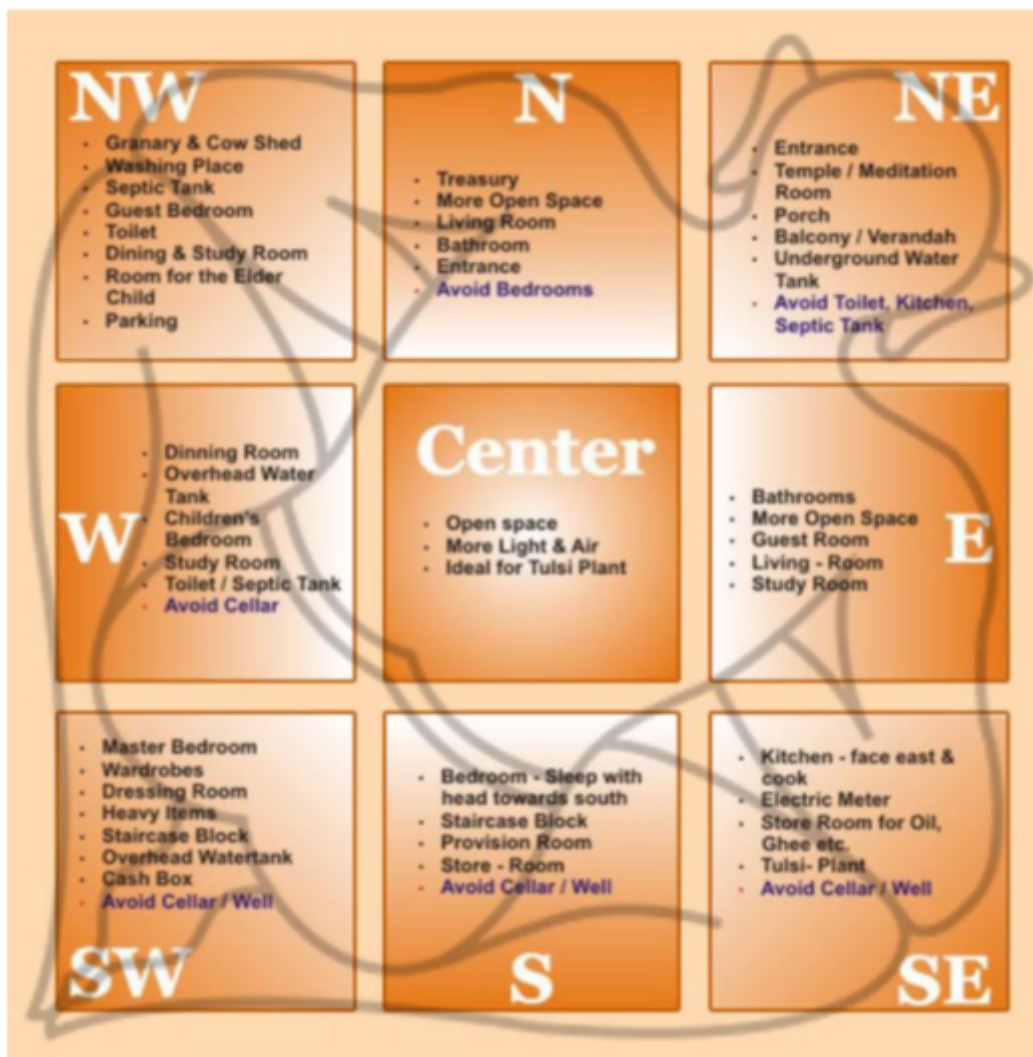 NW
Granary & Cow Shed
Washing Place
Septic Tank
Guest Bedroom
Toilet
Dining & Study Room
Room for the Elder
Child
Parking
N
Treasury
More Open Space
Living Room
Bathroom
Entrance
Avoid Bedrooms
NE
Entrance
Temple / Meditation
Room
Porch
Balcony / Verandah
Underground Water
Tank
Avoid Toilet, Kitchen,
Septic Tank
W
Dinning Room
Overhead Water
Tank
Children's
Bedroom
Study Room
Toilet / Septic Tank
Avoid Cellar
Center
Open space
More Light & Air
Ideal for Tulsi Plant
E
Bathrooms
More Open Space
Guest Room
Living - Room
Study Room
Master Bedroom
Wardrobes
Dressing Room
Heavy Items
Staircase Block
Overhead Watertank
Cash Box
Avoid Cellar / Well
SW
Bedroom - Sleep with
head towards south
Staircase Block
Provision Room
Store - Room
Avoid Cellar / Well
S
Kitchen - face east &
cook
Electric Meter
Store Room for Oil,
Ghee etc.
Tulsi- Plant
Avoid Cellar / Well
SE